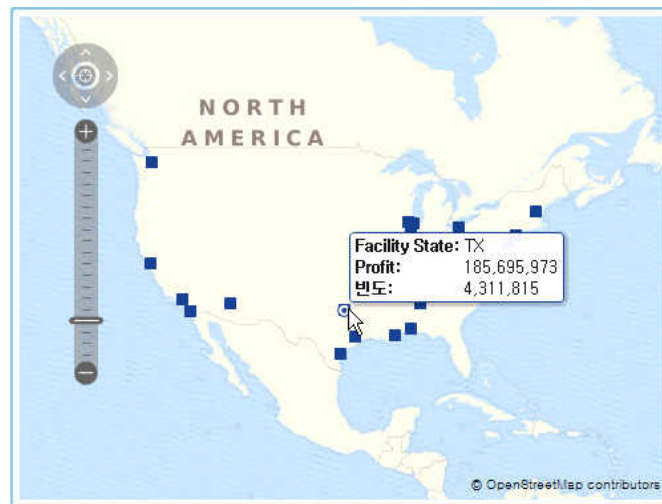 NORTH
AMERICA
Facility State: TX
Profit: 185,695,973
빈도: 4,311,815
© OpenStreetMap contributors